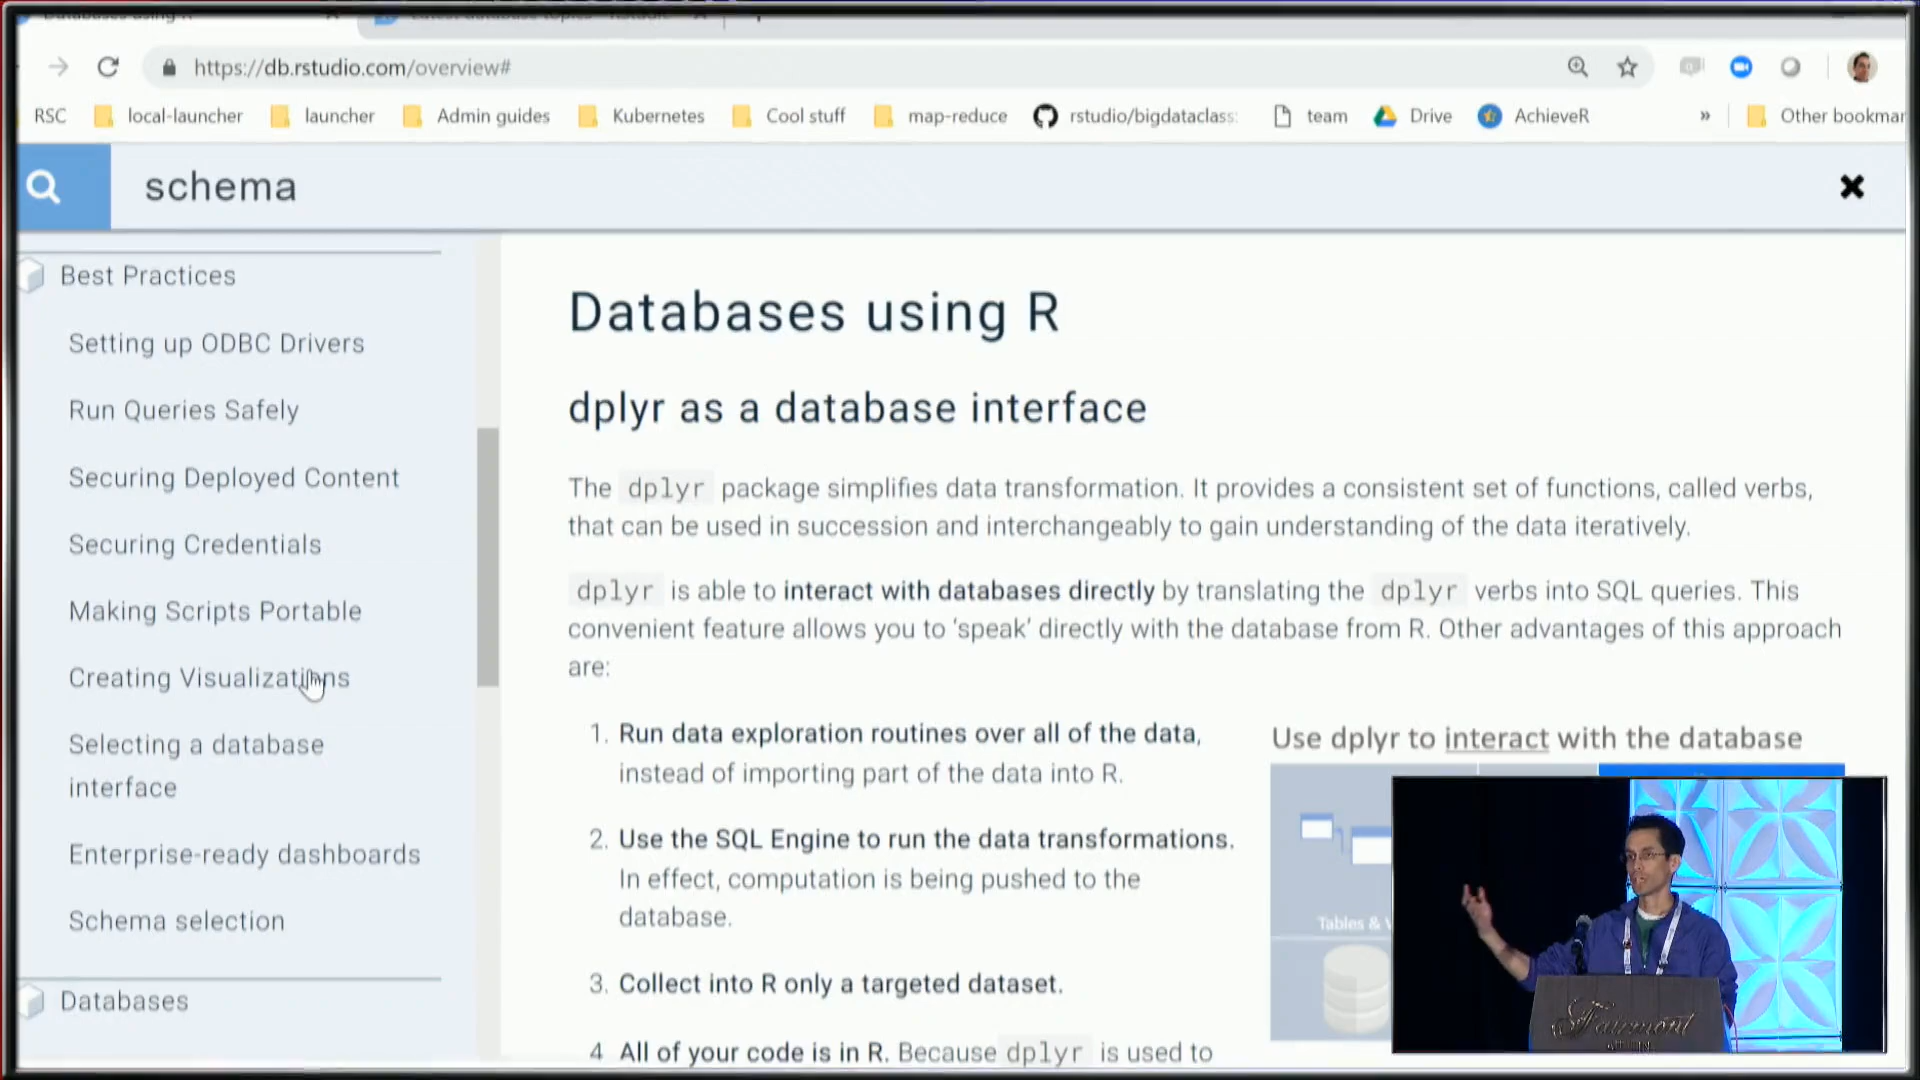 https://db.rstudio.com/overview#
RSC local-launcher launcher Admin guides Kubernetes Cool stuff map-reduce rstudio/bigdataclass: team Drive AchieveR » Other bookmar
schema
Best Practices
Setting up ODBC Drivers
Run Queries Safely
Securing Deployed Content
Securing Credentials
Making Scripts Portable
Creating Visualizations
Selecting a database
interface
Enterprise-ready dashboards
Schema selection
Databases
Databases using R
dplyr as a database interface
The dplyr package simplifies data transformation. It provides a consistent set of functions, called verbs,
that can be used in succession and interchangeably to gain understanding of the data iteratively.
dplyr is able to interact with databases directly by translating the dplyr verbs into SQL queries. This
convenient feature allows you to ‘speak’ directly with the database from R. Other advantages of this approach
are:
1. Run data exploration routines over all of the data,
instead of importing part of the data into R.
2. Use the SQL Engine to run the data transformations.
In effect, computation is being pushed to the
database.
3. Collect into R only a targeted dataset.
4 All of your code is in R. Because dplyr is used to
Use dplyr to interact with the database
Tables &
Fairmont